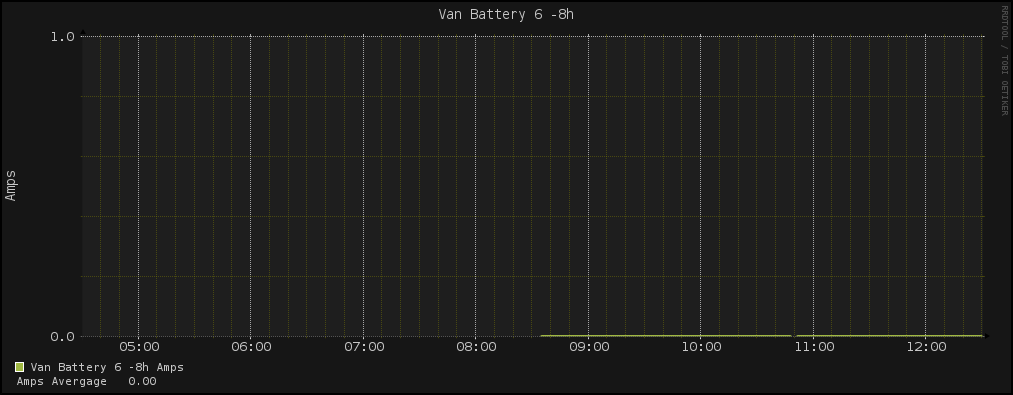 Van Battery 6 -8h
RRDTOOL / TOBI OETIKER
1.0
Amps
0.0
05:00 06:00 07:00 08:00 09:00 10:00 11:00 12:00
Van Battery 6 -8h Amps
Amps Avergage 0.00